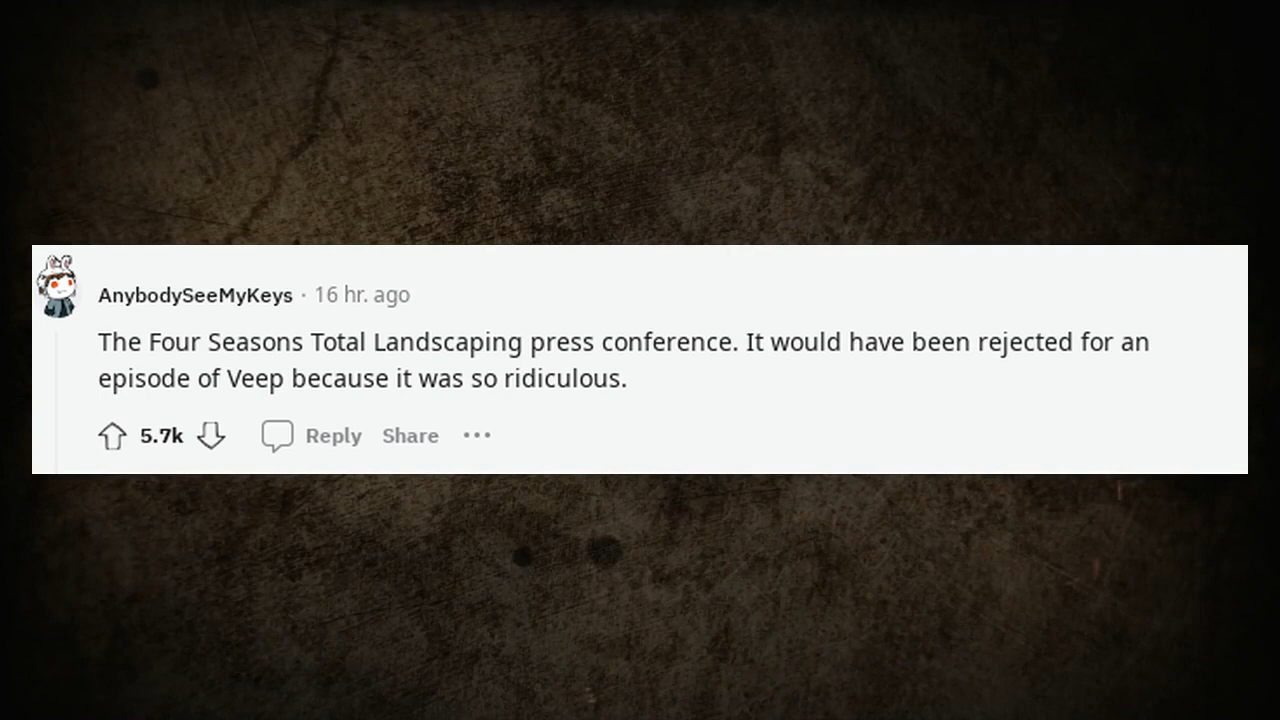 AnybodySeeMyKeys · 16 hr. ago
The Four Seasons Total Landscaping press conference. It would have been rejected for an
episode of Veep because it was so ridiculous.
5.7k Reply Share ...